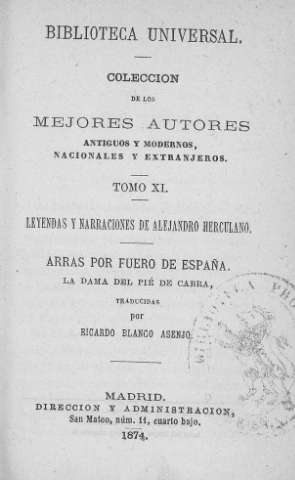 BIBLIOTECA UNIVERSAL.
COLECCION
DE LOS
MEJORES AUTORES
ANTIGUOS Y MODERNOS,
NACIONALES Y EXTRANJEROS.
TOMO XI.
LEYENDAS Y NARRACIONES DE ALEJANDRO HERCULANO.
ARRAS POR FUERO DE ESPAÑA.
LA DAMA DEL PIÉ DE CABRA,
TRADUCIDAS
por
RICARDO BLANCO ASENJO
MADRID.
DIRECCION Y ADMINISTRACION,
San Mateo, núm. 11, cuarto bajo.
1874.